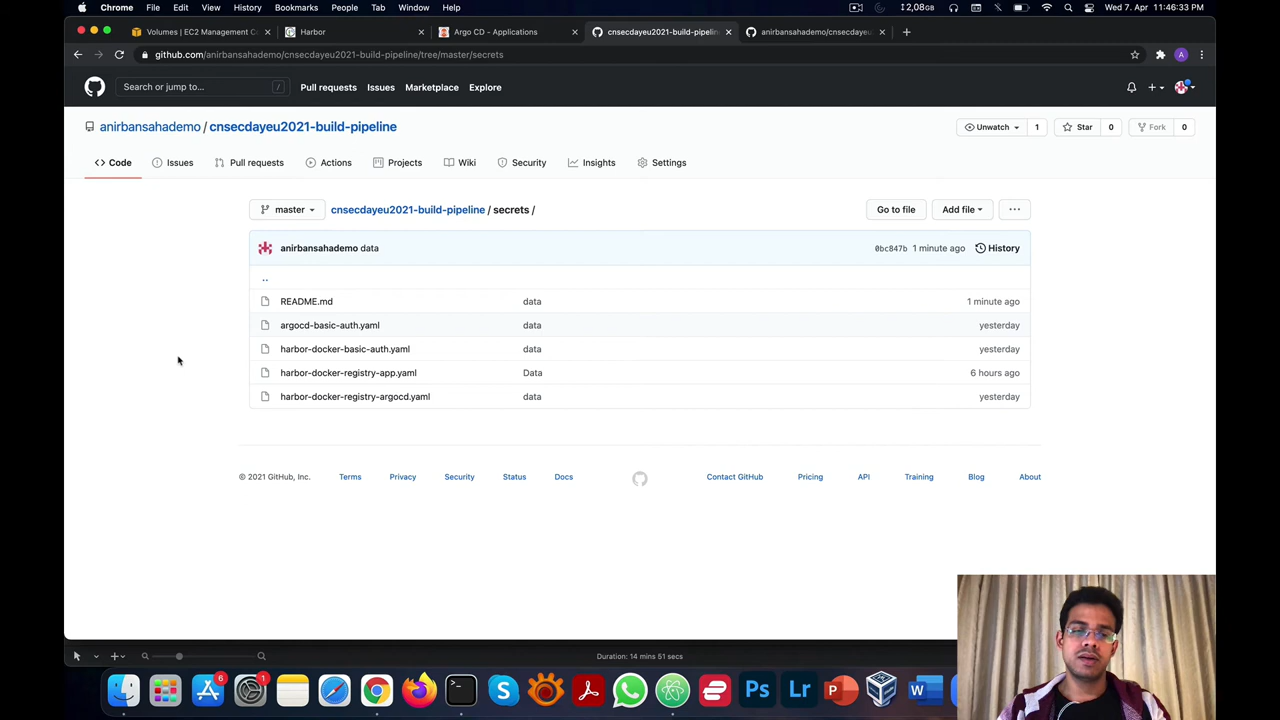 Chrome File Edit View History Bookmarks People Tab Window Help
2,08GB
Wed 7. Apr 11:46:33 PM
Volumes | EC2 Management C
Harbor
Argo CD - Applications
cnsecdayeu2021-build-pipelin
anirbansahademo/cnsecdayeu
github.com/anirbansahademo/cnsecdayeu2021-build-pipeline/tree/master/secrets
A
Search or jump to... /
Pull requests Issues Marketplace Explore
anirbansahademo / cnsecdayeu2021-build-pipeline
Unwatch 1 Star 0 Fork 0
<> Code Issues Pull requests Actions Projects Wiki Security Insights Settings
master cnsecdayeu2021-build-pipeline / secrets /
Go to file Add file ...
anirbansahademo data 0bc847b 1 minute ago History
..
README.md data 1 minute ago
argocd-basic-auth.yaml data yesterday
harbor-docker-basic-auth.yaml data yesterday
harbor-docker-registry-app.yaml Data 6 hours ago
harbor-docker-registry-argocd.yaml data yesterday
© 2021 GitHub, Inc. Terms Privacy Security Status Docs Contact GitHub Pricing API Training Blog About
Duration: 14 mins 51 secs
6
1
Ps
Lr
P
W